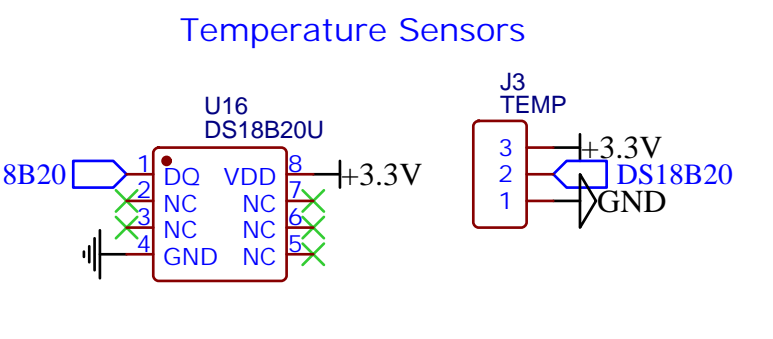 Temperature Sensors
U16
DS18B20U
8B20
1
DQ
2
NC
3
NC
4
GND
VDD
8
+3.3V
NC
7
NC
6
NC
5
J3
TEMP
3
+3.3V
2
DS18B20
1
GND